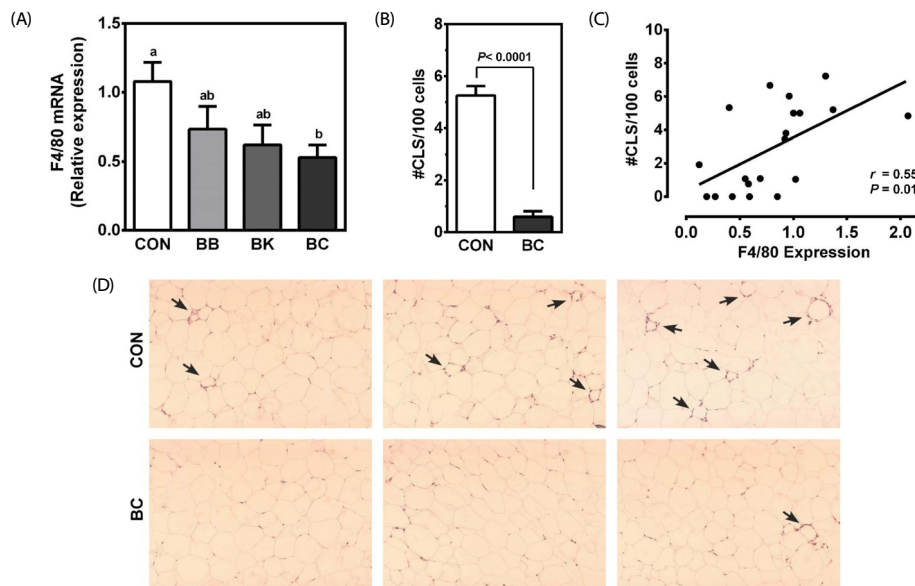 (A)
F4/80 mRNA
(Relative expression)
1.5
1.0
0.5
0.0
a
ab
ab
b
CON BB BK BC
(B)
#CLS/100 cells
8
6
4
2
0
P< 0.0001
CON BC
(C)
#CLS/100 cells
10
8
6
4
2
0
r = 0.55
P = 0.01
0.0 0.5 1.0 1.5 2.0
F4/80 Expression
(D)
CON
BC